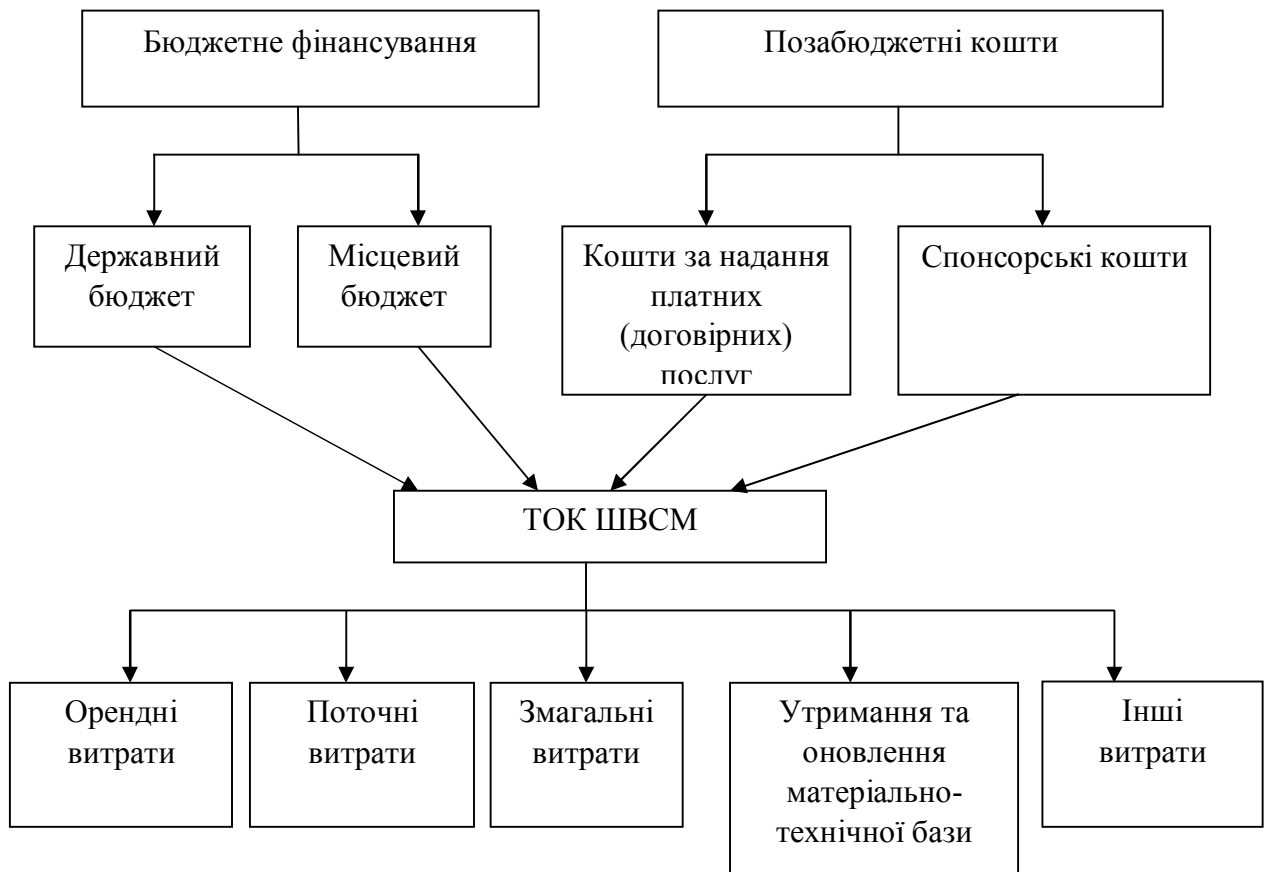 Бюджетне фінансування
Позабюджетні кошти
Державний
бюджет
Місцевий
бюджет
Кошти за надання
платних
(договірних)
послуг
Спонсорські кошти
ТОК ШВСМ
Орендні
витрати
Поточні
витрати
Змагальні
витрати
Утримання та
оновлення
матеріально-
технічної бази
Інші
витрати